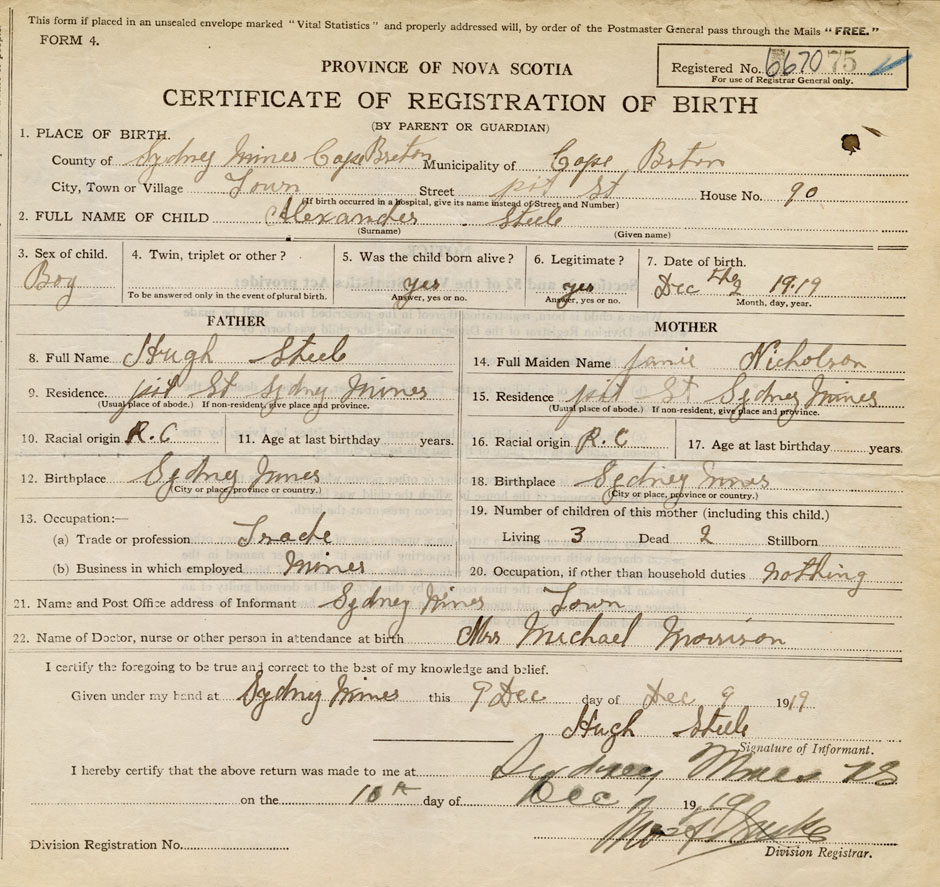 This form if placed in an unsealed envelope marked "Vital Statistics" and properly addressed will, by order of the Postmaster General pass through the Mails "FREE."
FORM 4.
Registered No. 667075
For use of Registrar General only.
PROVINCE OF NOVA SCOTIA
CERTIFICATE OF REGISTRATION OF BIRTH
(BY PARENT OR GUARDIAN)
1. PLACE OF BIRTH.
County of Sydney Mines Cape Breton Municipality of Cape Brton
City, Town or Village Town Street pit St House No. 90
(If birth occurred in a hospital, give its name instead of Street and Number)
2. FULL NAME OF CHILD Alexander Steele
(Surname) (Given name)
3. Sex of child. 4. Twin, triplet or other? 5. Was the child born alive? 6. Legitimate? 7. Date of birth.
Boy yes yes Dec the 2 1919
To be answered only in the event of plural birth. Answer, yes or no. Answer, yes or no. Month, day, year.
FATHER MOTHER
8. Full Name Hugh Steele 14. Full Maiden Name Janie Nicholson
9. Residence. pit St Sydney Mines 15. Residence pit St Sydney Mines
(Usual place of abode.) If non-resident, give place and province. (Usual place of abode.) If non-resident, give place and province.
10. Racial origin R.C 11. Age at last birthday years. 16. Racial origin R.C 17. Age at last birthday years.
12. Birthplace Sydney Mines 18. Birthplace Sydney Mines
(City or place, province or country.) (City or place, province or country.)
13. Occupation:— 19. Number of children of this mother (including this child.)
(a) Trade or profession Trade Living 3 Dead 2 Stillborn
(b) Business in which employed Mines 20. Occupation, if other than household duties nothing
21. Name and Post Office address of Informant Sydney Mines Town
22. Name of Doctor, nurse or other person in attendance at birth Mrs Michael Morrison
I certify the foregoing to be true and correct to the best of my knowledge and belief.
Given under my hand at Sydney Mines this 9 Dec day of Dec 9 1919
Hugh Steele
Signature of Informant.
I hereby certify that the above return was made to me at Sydney Mines NS
on the 10th day of Dec 1919
Division Registration No. Division Registrar.